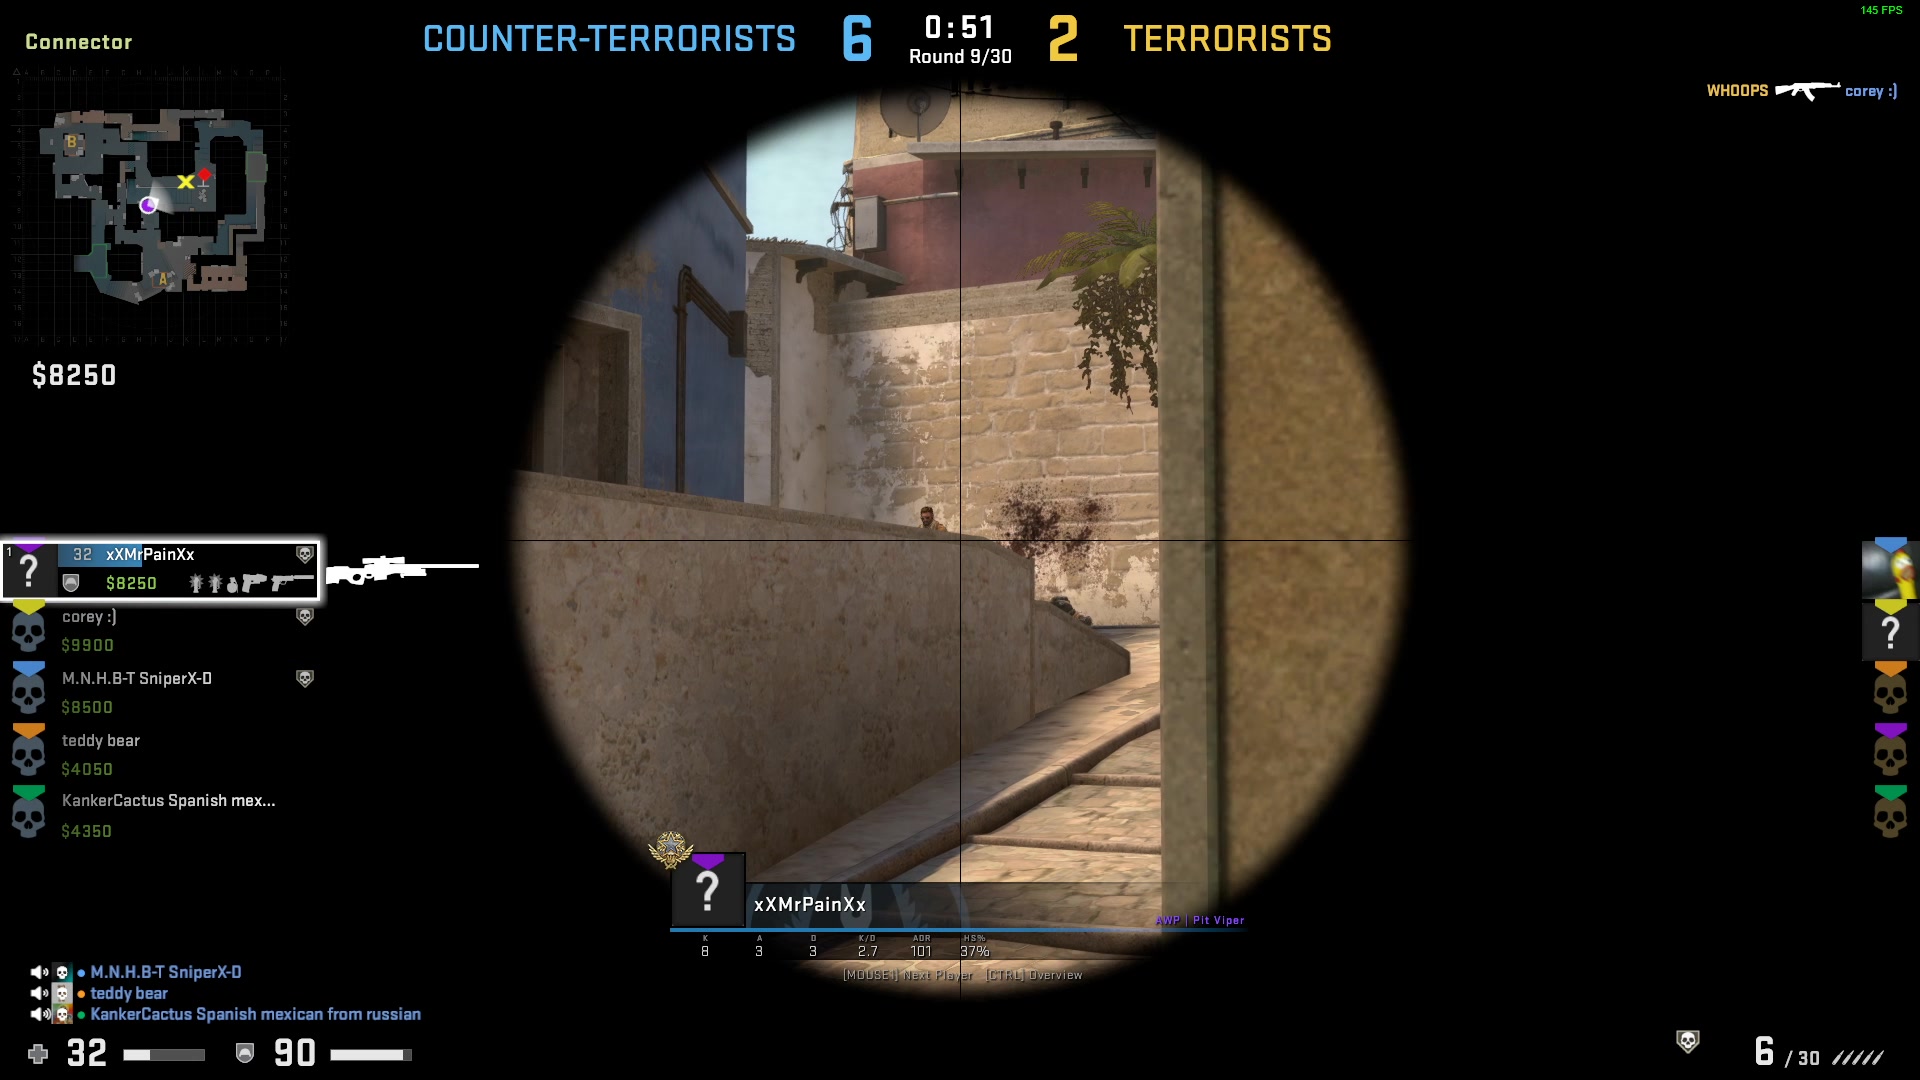 145 FPS
Connector
COUNTER-TERRORISTS 6 0:51 2 TERRORISTS
Round 9/30
WHOOPS corey :)
B
A
$8250
1 ? 32 xXMrPainXx
$8250
corey :)
$9900
M.N.H.B-T SniperX-D
$8500
teddy bear
$4050
KankerCactus Spanish mex...
$4350
?
?
xXMrPainXx
AWP | Pit Viper
K A D K/D ADR HS%
8 3 3 2.7 101 37%
[MOUSE1] Next Player [CTRL] Overview
M.N.H.B-T SniperX-D
teddy bear
KankerCactus Spanish mexican from russian
32 90
6 / 30